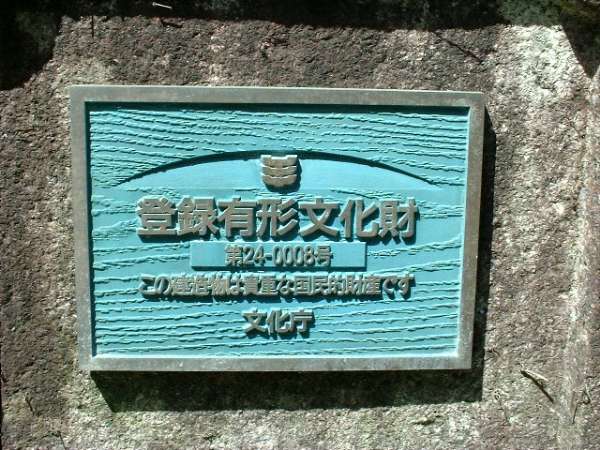 登録有形文化財
第24-0008号
この建造物は貴重な国民的財産です
文化庁